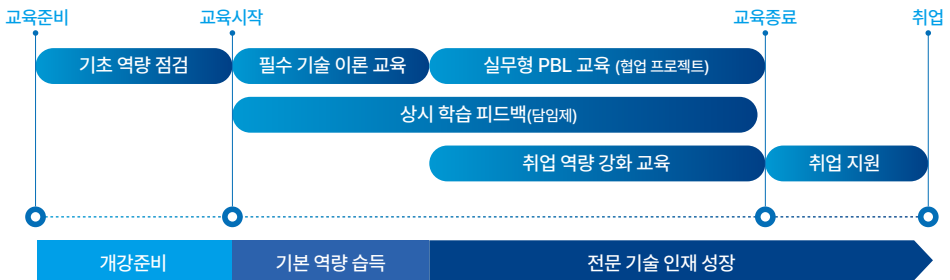 교육준비
교육시작
교육종료
취업
기초 역량 점검
필수 기술 이론 교육
실무형 PBL 교육 (협업 프로젝트)
상시 학습 피드백(담임제)
취업 역량 강화 교육
취업 지원
개강준비
기본 역량 습득
전문 기술 인재 성장